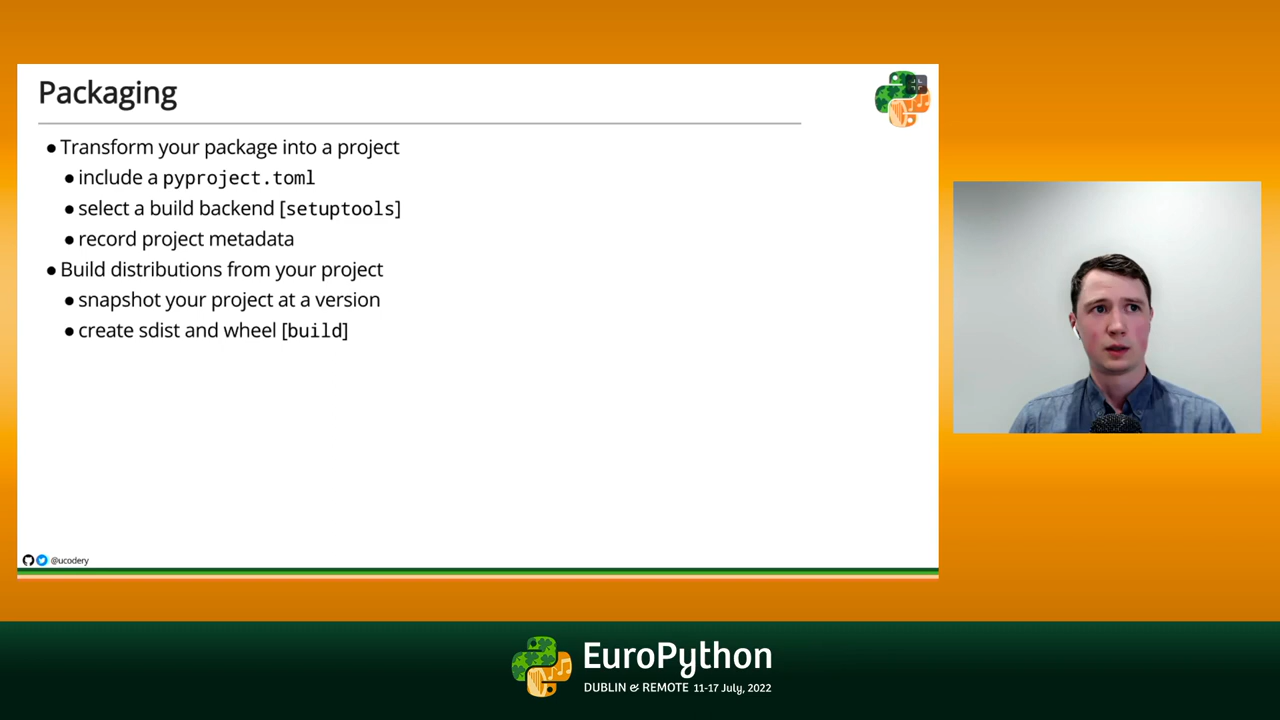 Packaging
● Transform your package into a project
● include a pyproject.toml
● select a build backend [setuptools]
● record project metadata
● Build distributions from your project
● snapshot your project at a version
● create sdist and wheel [build]
@ucodery
EuroPython
DUBLIN & REMOTE 11-17 July, 2022